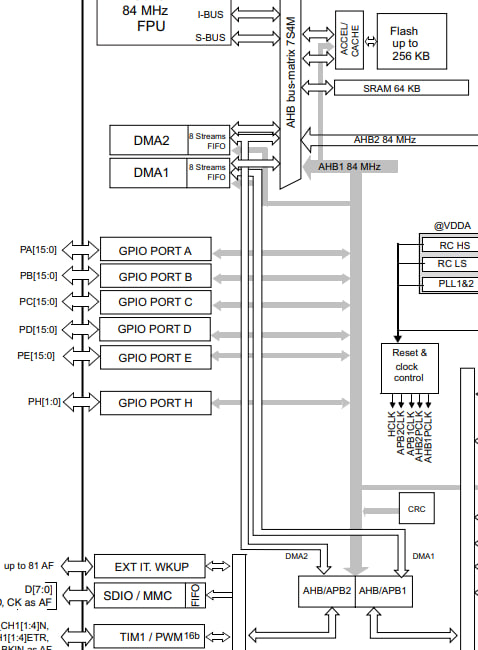 84 MHz
FPU
I-BUS
S-BUS
AHB bus-matrix 7S4M
ACCEL/
CACHE
Flash
up to
256 KB
SRAM 64 KB
DMA2
8 Streams
FIFO
AHB2 84 MHz
DMA1
8 Streams
FIFO
AHB1 84 MHz
@VDDA
RC HS
RC LS
PLL1&2
PA[15:0]
GPIO PORT A
PB[15:0]
GPIO PORT B
PC[15:0]
GPIO PORT C
PD[15:0]
GPIO PORT D
PE[15:0]
GPIO PORT E
PH[1:0]
GPIO PORT H
Reset &
clock
control
HCLK
APB2CLK
APB1CLK
AHB2PCLK
AHB1PCLK
CRC
DMA2
DMA1
up to 81 AF
EXT IT. WKUP
D[7:0]
, CK as AF
SDIO / MMC
FIFO
AHB/APB2
AHB/APB1
CH1[1:4]N,
H1[1:4]ETR,
BKIN as AF
TIM1 / PWM
16b